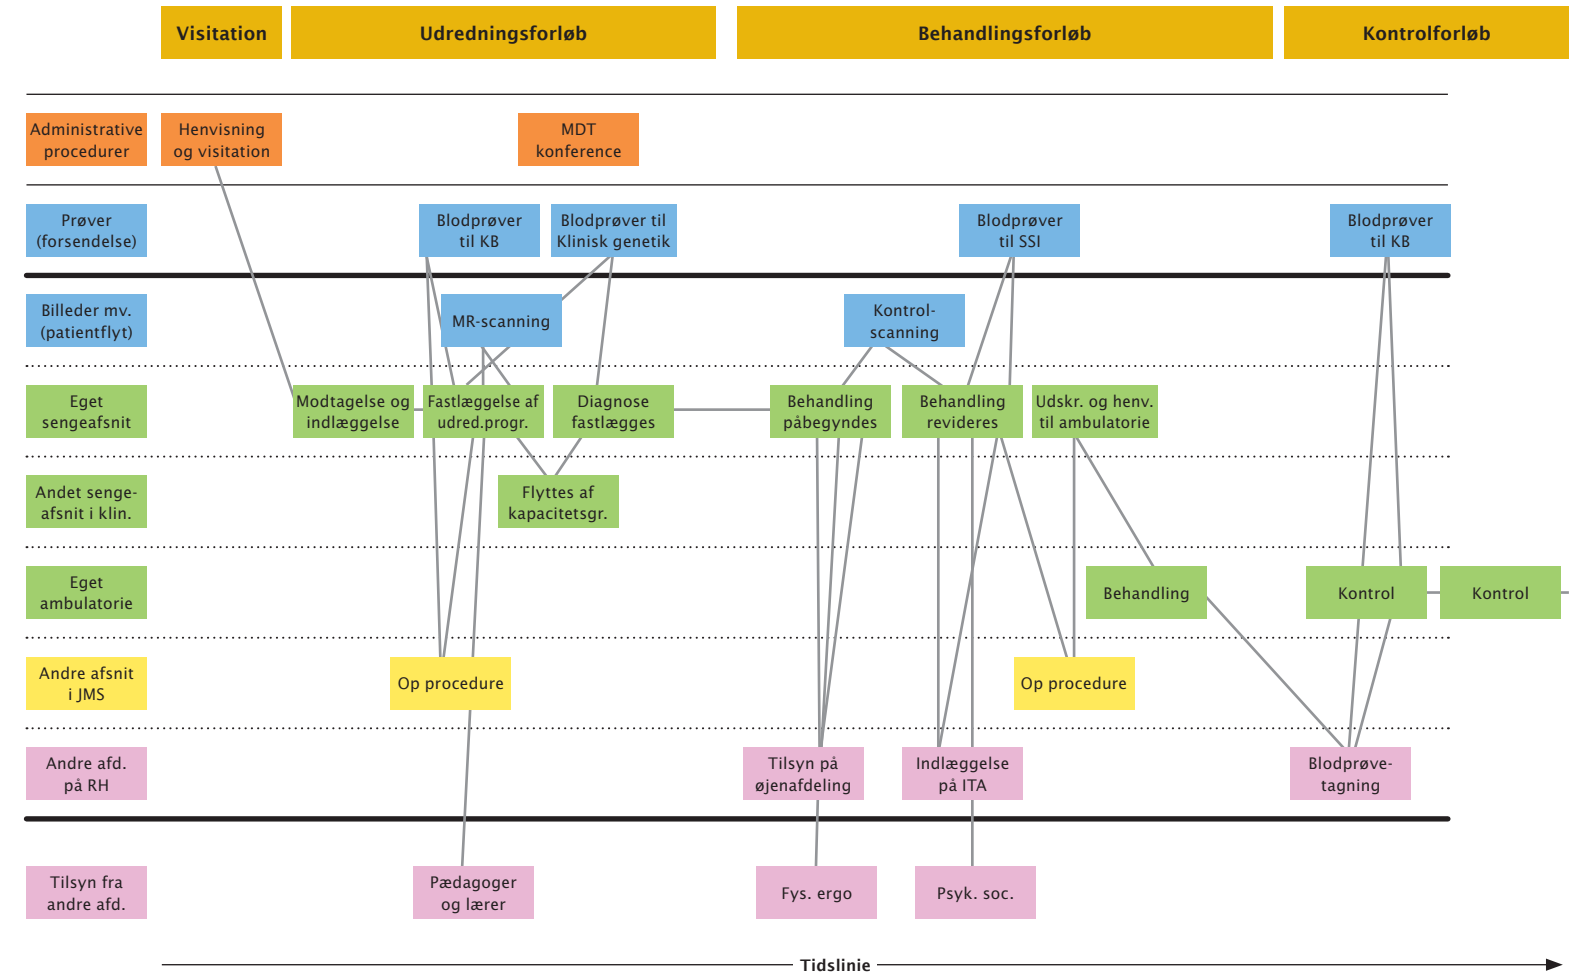 Visitation
Udredningsforløb
Behandlingsforløb
Kontrolforløb
Administrative
procedurer
Henvisning
og visitation
MDT
konference
Prøver
(forsendelse)
Blodprøver
til KB
Blodprøver til
Klinisk genetik
Blodprøver
til SSI
Blodprøver
til KB
Billeder mv.
(patientflyt)
MR-scanning
Kontrol-
scanning
Eget
sengeafsnit
Modtagelse og
indlæggelse
Fastlæggelse af
udred.progr.
Diagnose
fastlægges
Behandling
påbegyndes
Behandling
revideres
Udskr. og henv.
til ambulatorie
Andet senge-
afsnit i klin.
Flyttes af
kapacitetsgr.
Eget
ambulatorie
Behandling
Kontrol
Kontrol
Andre afsnit
i JMS
Op procedure
Op procedure
Andre afd.
på RH
Tilsyn på
øjenafdeling
Indlæggelse
på ITA
Blodprøve-
tagning
Tilsyn fra
andre afd.
Pædagoger
og lærer
Fys. ergo
Psyk. soc.
Tidslinie